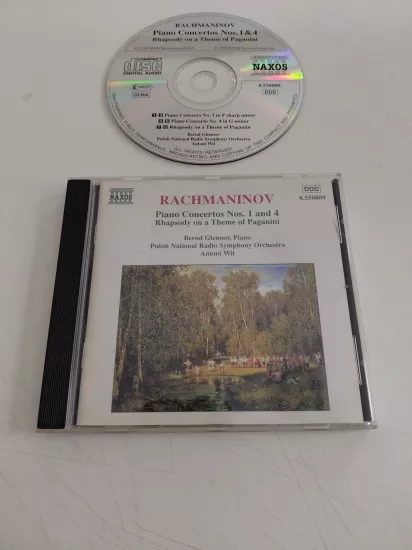 RACHMANINOV
Piano Concertos Nos. 1 & 4
Rhapsody on a Theme of Paganini
COMPACT
disc
DIGITAL AUDIO
NAXOS
DDD
8.550809
Piano Concerto No. 1 in F sharp minor
Piano Concerto No. 4 in G minor
Rhapsody on a Theme of Paganini
Bernd Glemser
Polish National Radio Symphony Orchestra
Antoni Wit
NAXOS
DDD
8.550809
RACHMANINOV
Piano Concertos Nos. 1 and 4
Rhapsody on a Theme of Paganini
Bernd Glemser, Piano
Polish National Radio Symphony Orchestra
Antoni Wit